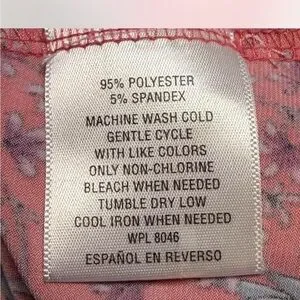 95% POLYESTER
5% SPANDEX
MACHINE WASH COLD
GENTLE CYCLE
WITH LIKE COLORS
ONLY NON-CHLORINE
BLEACH WHEN NEEDED
TUMBLE DRY LOW
COOL IRON WHEN NEEDED
WPL 8046
ESPAÑOL EN REVERSO